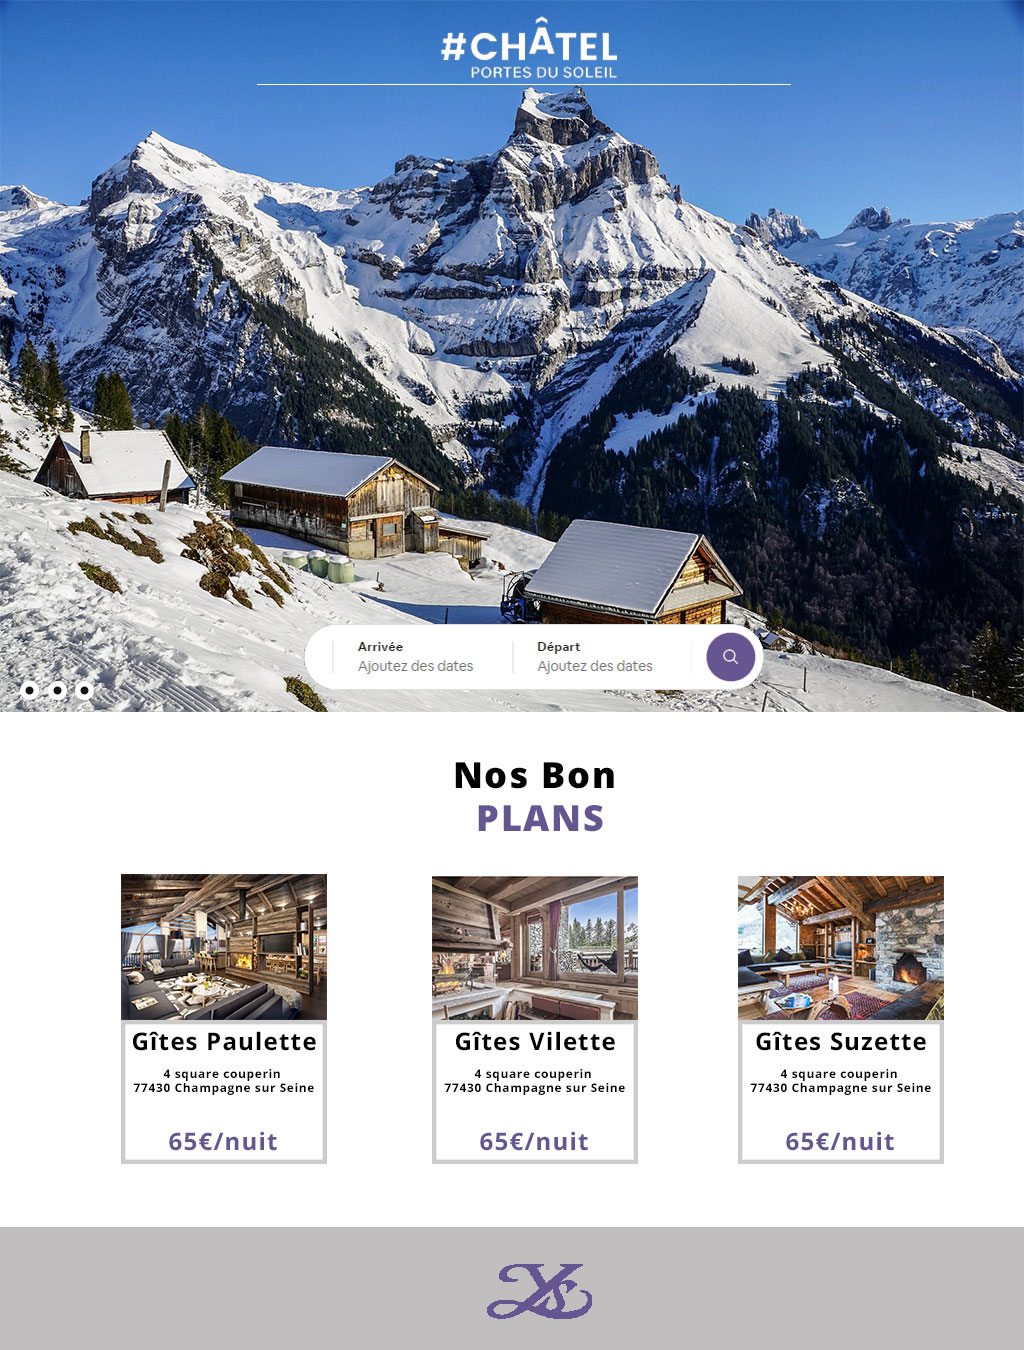 #CHÂTEL
PORTES DU SOLEIL
Arrivée
Ajoutez des dates
Départ
Ajoutez des dates
Nos Bon
PLANS
Gîtes Paulette
4 square couperin
77430 Champagne sur Seine
65€/nuit
Gîtes Vilette
4 square couperin
77430 Champagne sur Seine
65€/nuit
Gîtes Suzette
4 square couperin
77430 Champagne sur Seine
65€/nuit
Ys